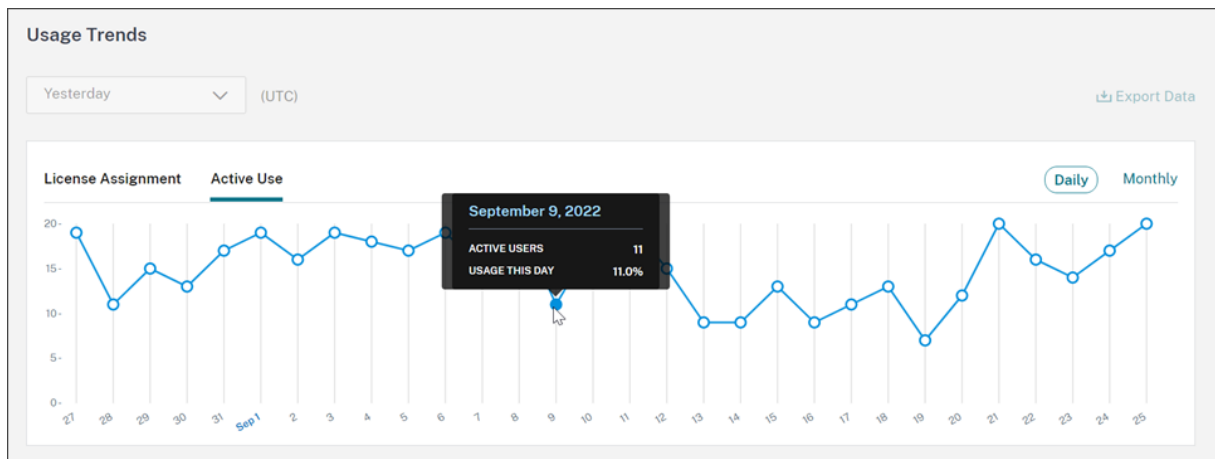 Usage Trends
Yesterday (UTC) Export Data
License Assignment Active Use Daily Monthly
September 9, 2022
ACTIVE USERS 11
USAGE THIS DAY 11.0%
20-
15-
10-
5-
0-
27 28 29 30 31 Sep 1 2 3 4 5 6 7 8 9 10 11 12 13 14 15 16 17 18 19 20 21 22 23 24 25